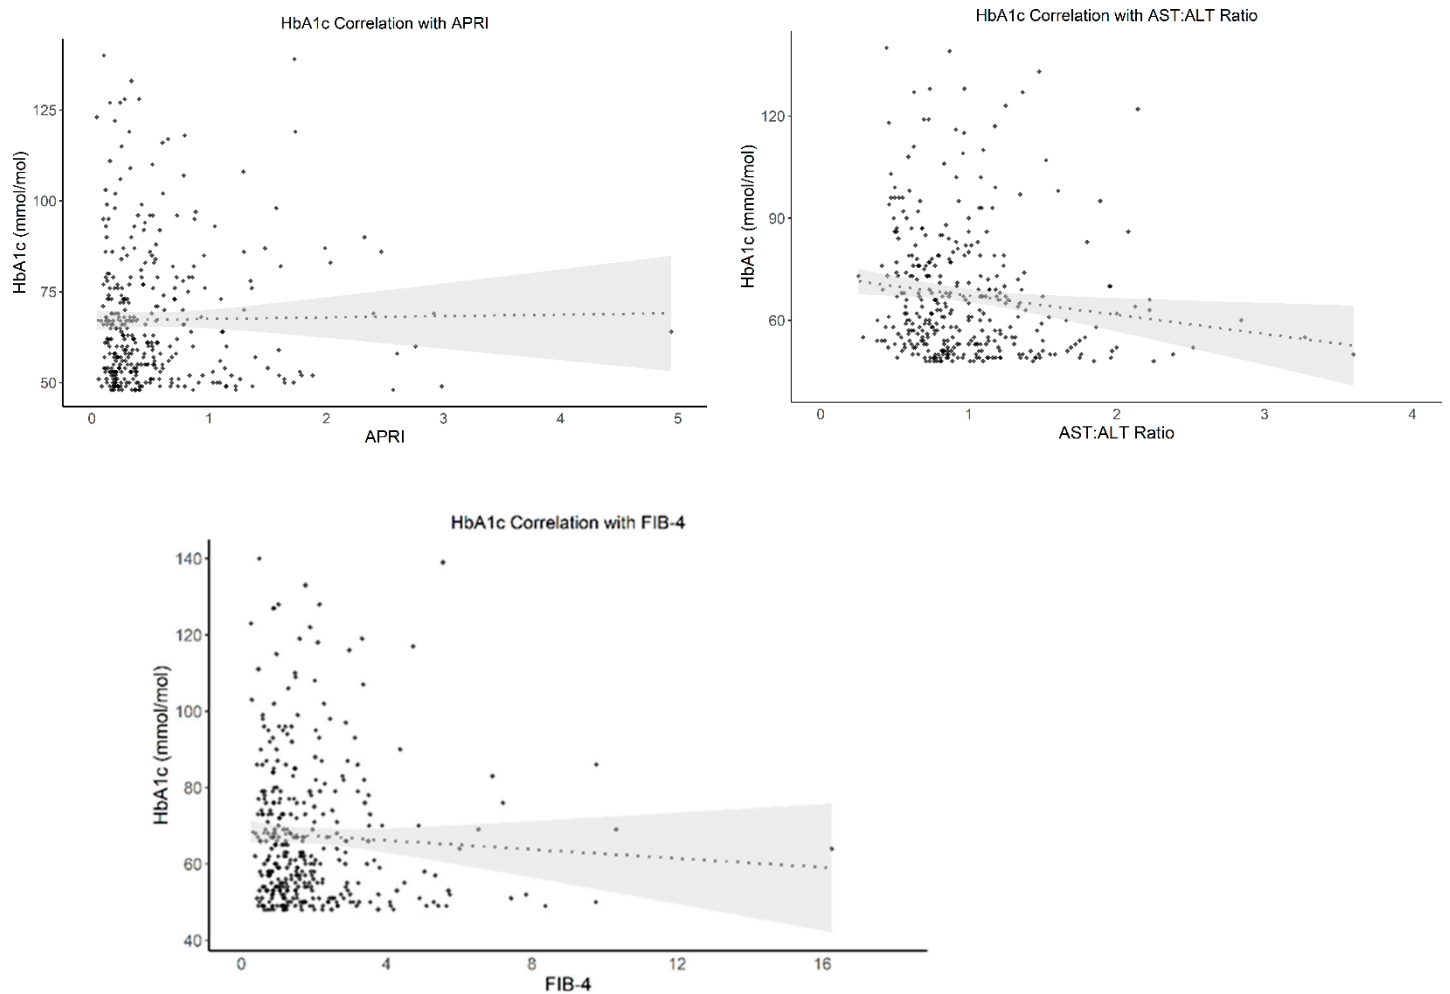 HbA1c Correlation with APRI
HbA1c (mmol/mol)
125
100
75
50
0 1 2 3 4 5
APRI
HbA1c Correlation with AST:ALT Ratio
HbA1c (mmol/mol)
120
90
60
0 1 2 3 4
AST:ALT Ratio
HbA1c Correlation with FIB-4
HbA1c (mmol/mol)
140
120
100
80
60
40
0 4 8 12 16
FIB-4